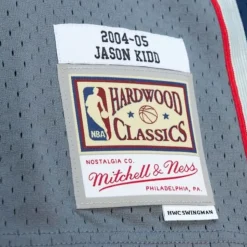 2004-05
JASON KIDD
NBA
HARDWOOD
CLASSICS
NOSTALGIA CO.
Mitchell & Ness
PHILADELPHIA, PA.
HWC SWINGMAN